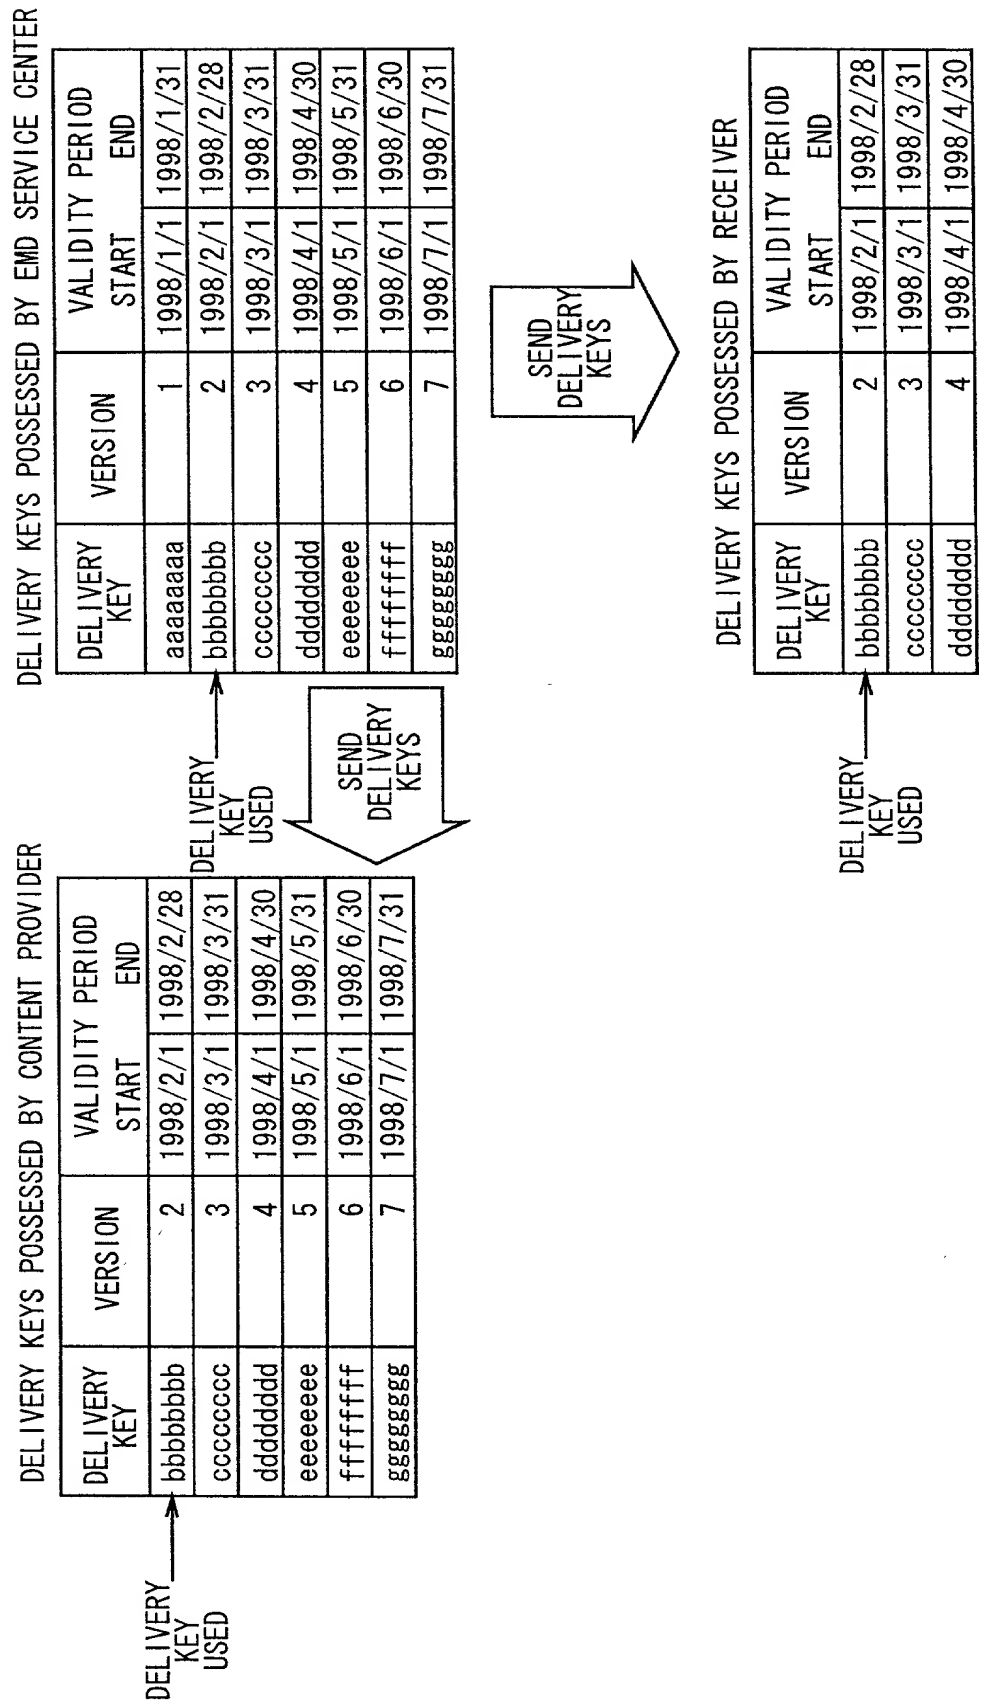 DELIVERY KEYS POSSESSED BY CONTENT PROVIDER
DELIVERY KEY VERSION VALIDITY PERIOD
START END
bbbbbbbb 2 1998/2/1 1998/2/28
cccccccc 3 1998/3/1 1998/3/31
dddddddd 4 1998/4/1 1998/4/30
eeeeeeee 5 1998/5/1 1998/5/31
ffffffff 6 1998/6/1 1998/6/30
gggggggg 7 1998/7/1 1998/7/31
DELIVERY
KEY
USED
DELIVERY KEYS POSSESSED BY EMD SERVICE CENTER
DELIVERY KEY VERSION VALIDITY PERIOD
START END
aaaaaaaa 1 1998/1/1 1998/1/31
bbbbbbbb 2 1998/2/1 1998/2/28
cccccccc 3 1998/3/1 1998/3/31
dddddddd 4 1998/4/1 1998/4/30
eeeeeeee 5 1998/5/1 1998/5/31
ffffffff 6 1998/6/1 1998/6/30
gggggggg 7 1998/7/1 1998/7/31
DELIVERY
KEY
USED
SEND
DELIVERY
KEYS
SEND
DELIVERY
KEYS
DELIVERY KEYS POSSESSED BY RECEIVER
DELIVERY KEY VERSION VALIDITY PERIOD
START END
bbbbbbbb 2 1998/2/1 1998/2/28
cccccccc 3 1998/3/1 1998/3/31
dddddddd 4 1998/4/1 1998/4/30
DELIVERY
KEY
USED